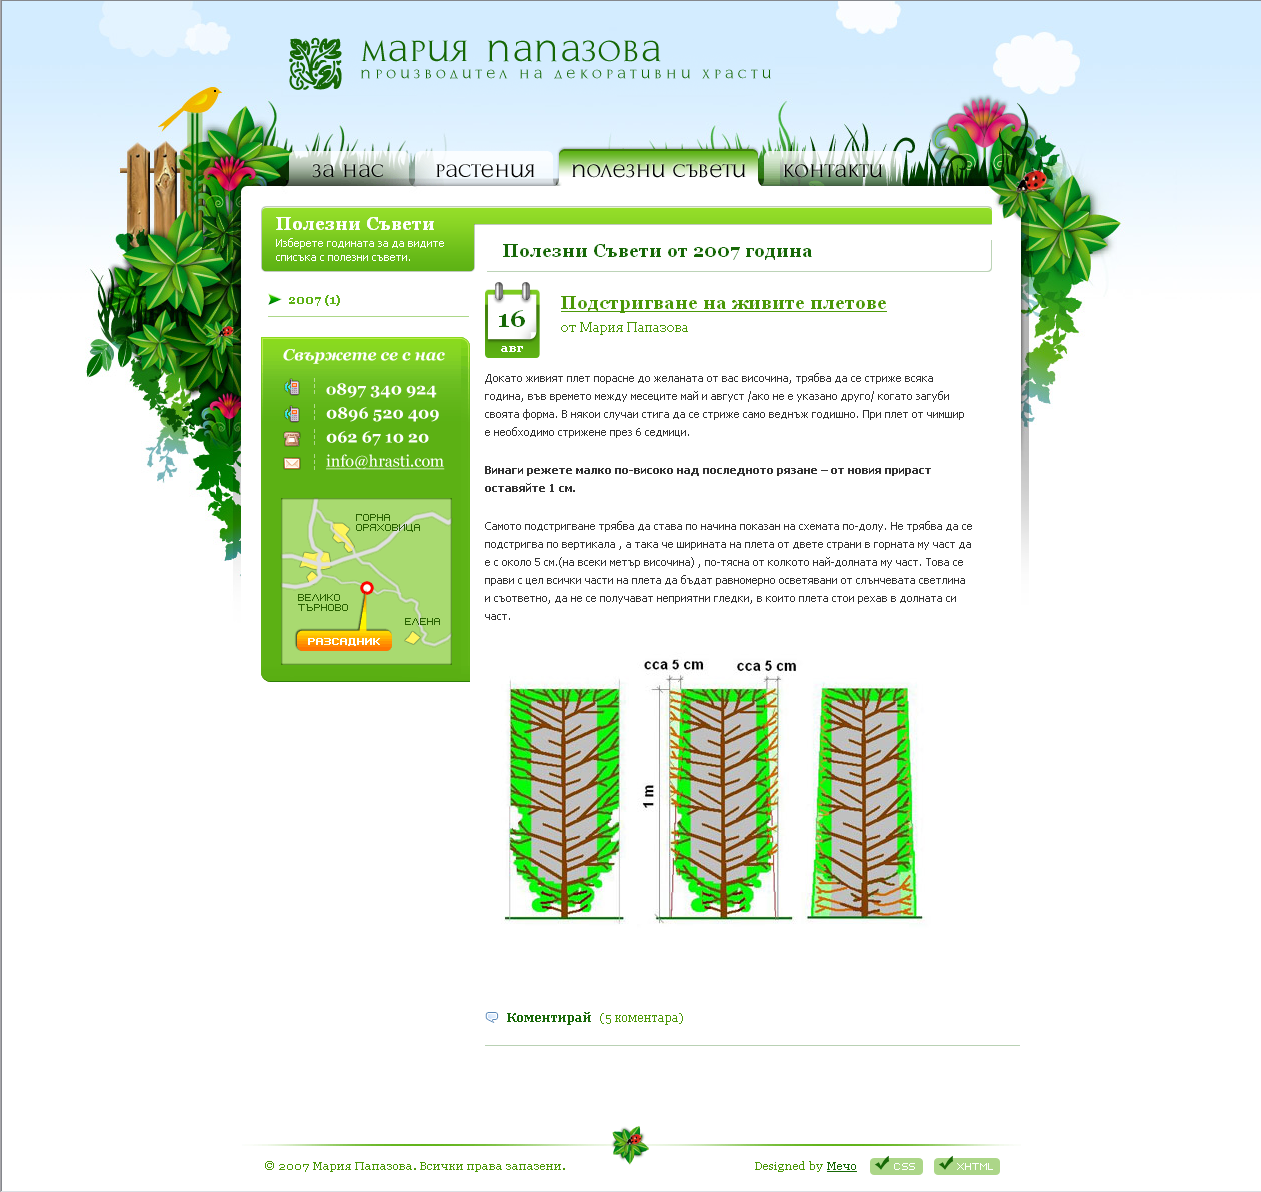 мария папазова
производител на декоративни храсти
за нас
растения
полезни съвети
контакти
Полезни Съвети
Изберете годината за да видите
списъка с полезни съвети.
2007 (1)
Свържете се с нас
0897 340 924
0896 520 409
062 67 10 20
info@hrasti.com
ГОРНА
ОРЯХОВИЦА
ВЕЛИКО
ТЪРНОВО
ЕЛЕНА
РАЗСАДНИК
Полезни Съвети от 2007 година
16
авг
Подстригване на живите плетове
от Мария Папазова
Докато живият плет порасне до желаната от вас височина, трябва да се стриже всяка
година, във времето между месеците май и август /ако не е указано друго/ когато загуби
своята форма. В някои случаи стига да се стриже само веднъж годишно. При плет от чимшир
е необходимо стрижене през 6 седмици.
Винаги режете малко по-високо над последното рязане – от новия прираст
оставяйте 1 см.
Самото подстригване трябва да става по начина показан на схемата по-долу. Не трябва да се
подстригва по вертикала , а така че ширината на плета от двете страни в горната му част да
е с около 5 см.(на всеки метър височина) , по-тясна от колкото най-долната му част. Това се
прави с цел всички части на плета да бъдат равномерно осветявани от слънчевата светлина
и съответно, да не се получават неприятни гледки, в които плета стои рехав в долната си
част.
cca 5 cm
cca 5 cm
1 m
Коментирай (5 коментара)
© 2007 Мария Папазова. Всички права запазени.
Designed by Мечо
CSS
XHTML